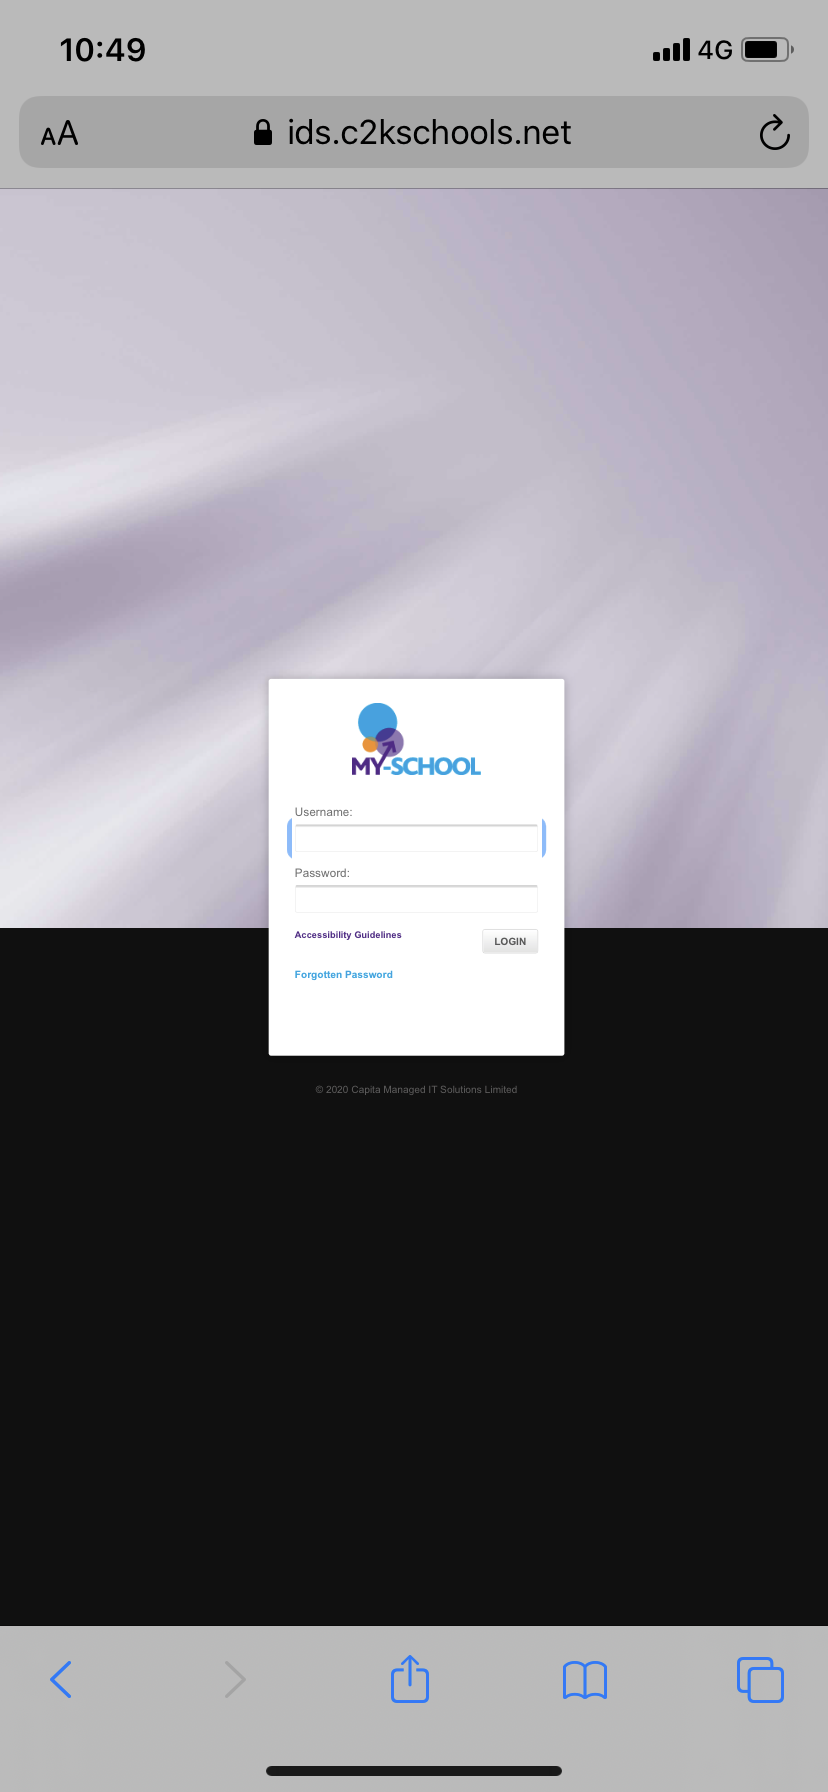 10:49
4G
AA
ids.c2kschools.net
MY-SCHOOL
Username:
Password:
Accessibility Guidelines
LOGIN
Forgotten Password
© 2020 Capita Managed IT Solutions Limited